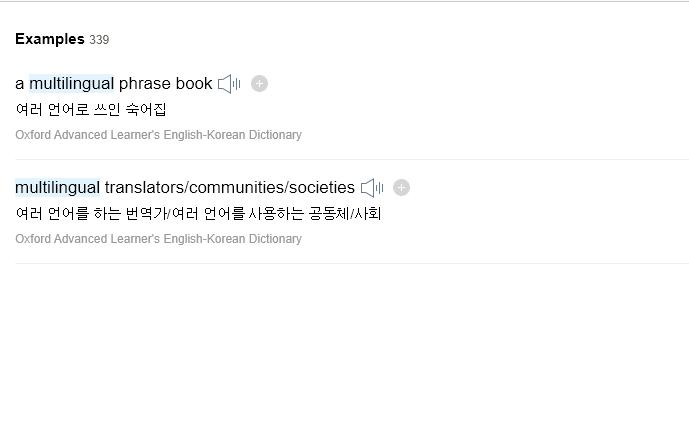 Examples 339
a multilingual phrase book
여러 언어로 쓰인 숙어집
Oxford Advanced Learner's English-Korean Dictionary
multilingual translators/communities/societies
여러 언어를 하는 번역가/여러 언어를 사용하는 공동체/사회
Oxford Advanced Learner's English-Korean Dictionary